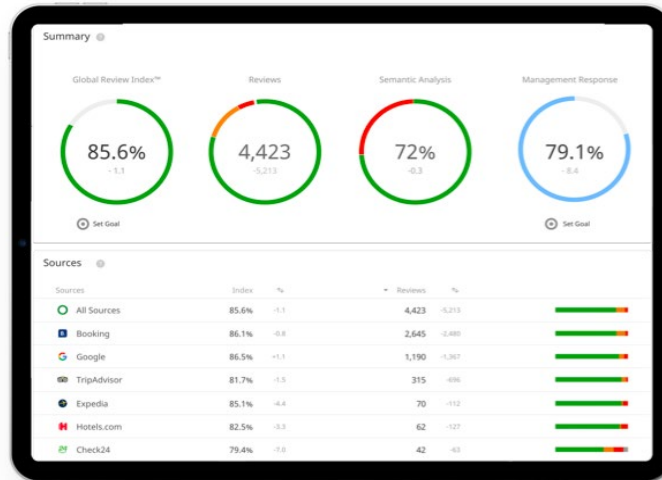 Summary
Global Review Index™ Reviews Semantic Analysis Management Response
85.6% 4,423 72% 79.1%
- 1.1 -5,213 -0.3 - 8.4
Set Goal Set Goal
Sources
Sources Index % Reviews %
All Sources 85.6% -1.1 4,423 -5,213
Booking 86.1% -0.8 2,645 -2,480
Google 86.5% +1.1 1,190 -1,367
TripAdvisor 81.7% -1.5 315 -696
Expedia 85.1% -4.4 70 -112
Hotels.com 82.5% -3.3 62 -127
Check24 79.4% -7.0 42 -63